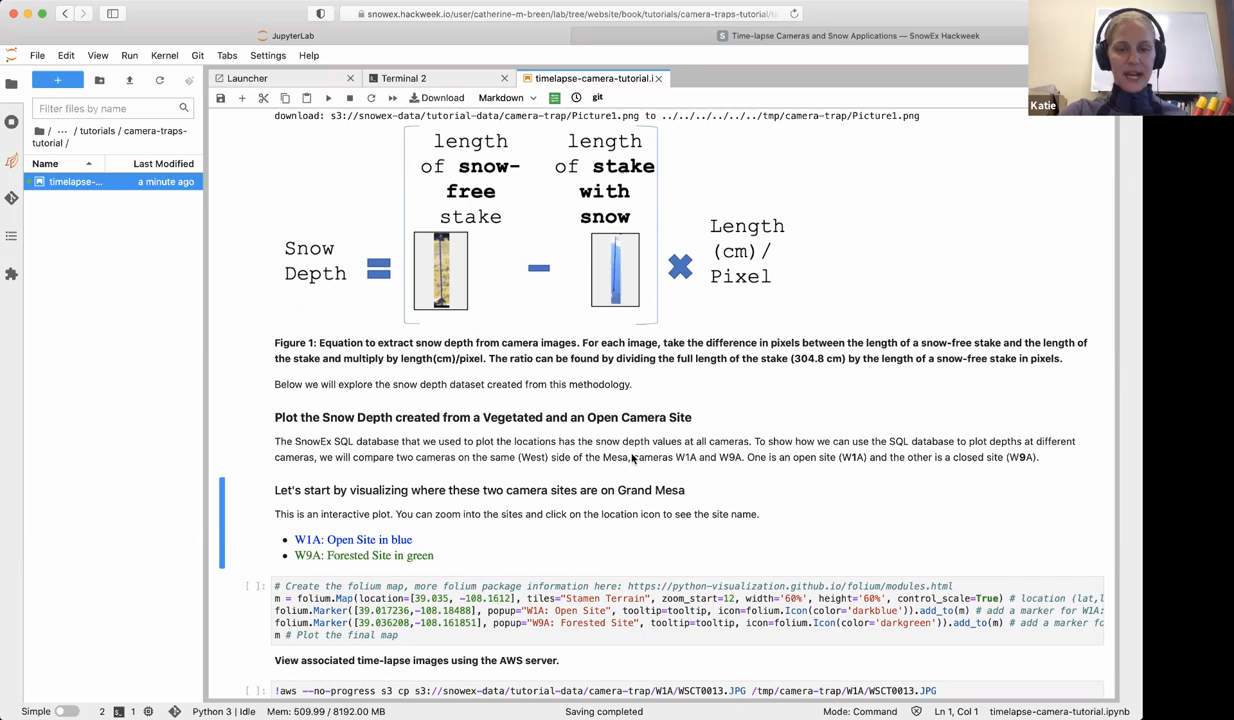 snowex.hackweek.io/user/catherine-m-breen/lab/tree/website/book/tutorials/camera-traps-tutorial/
JupyterLab
S Time-lapse Cameras and Snow Applications — SnowEx Hackweek
File Edit View Run Kernel Git Tabs Settings Help
Launcher
Terminal 2
timelapse-camera-tutorial.i
Katie
+
Download
Markdown
git
Filter files by name
/ ... / tutorials / camera-traps-
tutorial /
Name Last Modified
timelapse-... a minute ago
download: s3://snowex-data/tutorial-data/camera-trap/Picture1.png to ../../../../../../tmp/camera-trap/Picture1.png
length
of snow-
free
stake
length
of stake
with
snow
Snow
Depth
Length
(cm)/
Pixel
Figure 1: Equation to extract snow depth from camera images. For each image, take the difference in pixels between the length of a snow-free stake and the length of
the stake and multiply by length(cm)/pixel. The ratio can be found by dividing the full length of the stake (304.8 cm) by the length of a snow-free stake in pixels.
Below we will explore the snow depth dataset created from this methodology.
Plot the Snow Depth created from a Vegetated and an Open Camera Site
The SnowEx SQL database that we used to plot the locations has the snow depth values at all cameras. To show how we can use the SQL database to plot depths at different
cameras, we will compare two cameras on the same (West) side of the Mesa, cameras W1A and W9A. One is an open site (W1A) and the other is a closed site (W9A).
Let's start by visualizing where these two camera sites are on Grand Mesa
This is an interactive plot. You can zoom into the sites and click on the location icon to see the site name.
W1A: Open Site in blue
W9A: Forested Site in green
[ ]: # Create the folium map, more folium package information here: https://python-visualization.github.io/folium/modules.html
m = folium.Map(location=[39.035, -108.1612], tiles="Stamen Terrain", zoom_start=12, width='60%', height='60%', control_scale=True) # location (lat,l
folium.Marker([39.017236,-108.18488], popup="W1A: Open Site", tooltip=tooltip, icon=folium.Icon(color='darkblue')).add_to(m) # add a marker for W1A:
folium.Marker([39.036208,-108.161851], popup="W9A: Forested Site", tooltip=tooltip, icon=folium.Icon(color='darkgreen')).add_to(m) # add a marker fo
m # Plot the final map
View associated time-lapse images using the AWS server.
[ ]: !aws --no-progress s3 cp s3://snowex-data/tutorial-data/camera-trap/W1A/WSCT0013.JPG /tmp/camera-trap/W1A/WSCT0013.JPG
Simple 2 1 Python 3 | Idle Mem: 509.99 / 8192.00 MB Saving completed Mode: Command Ln 1, Col 1 timelapse-camera-tutorial.ipynb